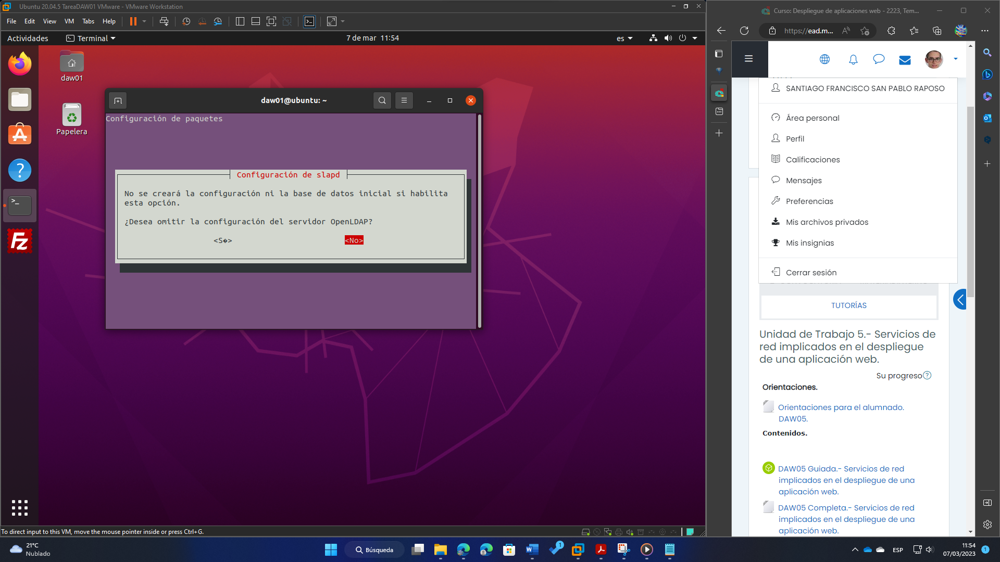 Ubuntu 20.04.5 TareaDAW01 VMware - VMware Workstation
File Edit View VM Tabs Help
Actividades
Terminal
7 de mar 11:54
es
daw01
Papelera
daw01@ubuntu: ~
Configuración de paquetes
Configuración de slapd
No se creará la configuración ni la base de datos inicial si habilita
esta opción.
¿Desea omitir la configuración del servidor OpenLDAP?
<S�>
<No>
To direct input to this VM, move the mouse pointer inside or press Ctrl+G.
Curso: Despliegue de aplicaciones web - 2223, Tem...
https://ead.m...
SANTIAGO FRANCISCO SAN PABLO RAPOSO
Área personal
Perfil
Calificaciones
Mensajes
Preferencias
Mis archivos privados
Mis insignias
Cerrar sesión
TUTORÍAS
Unidad de Trabajo 5.- Servicios de
red implicados en el despliegue
de una aplicación web.
Su progreso
Orientaciones.
Orientaciones para el alumnado.
DAW05.
Contenidos.
DAW05 Guiada.- Servicios de red
implicados en el despliegue de una
aplicación web.
DAW05 Completa.- Servicios de red
implicados en el despliegue de una
aplicación web.
21°C
Nublado
Búsqueda
1
ESP
11:54
07/03/2023
1